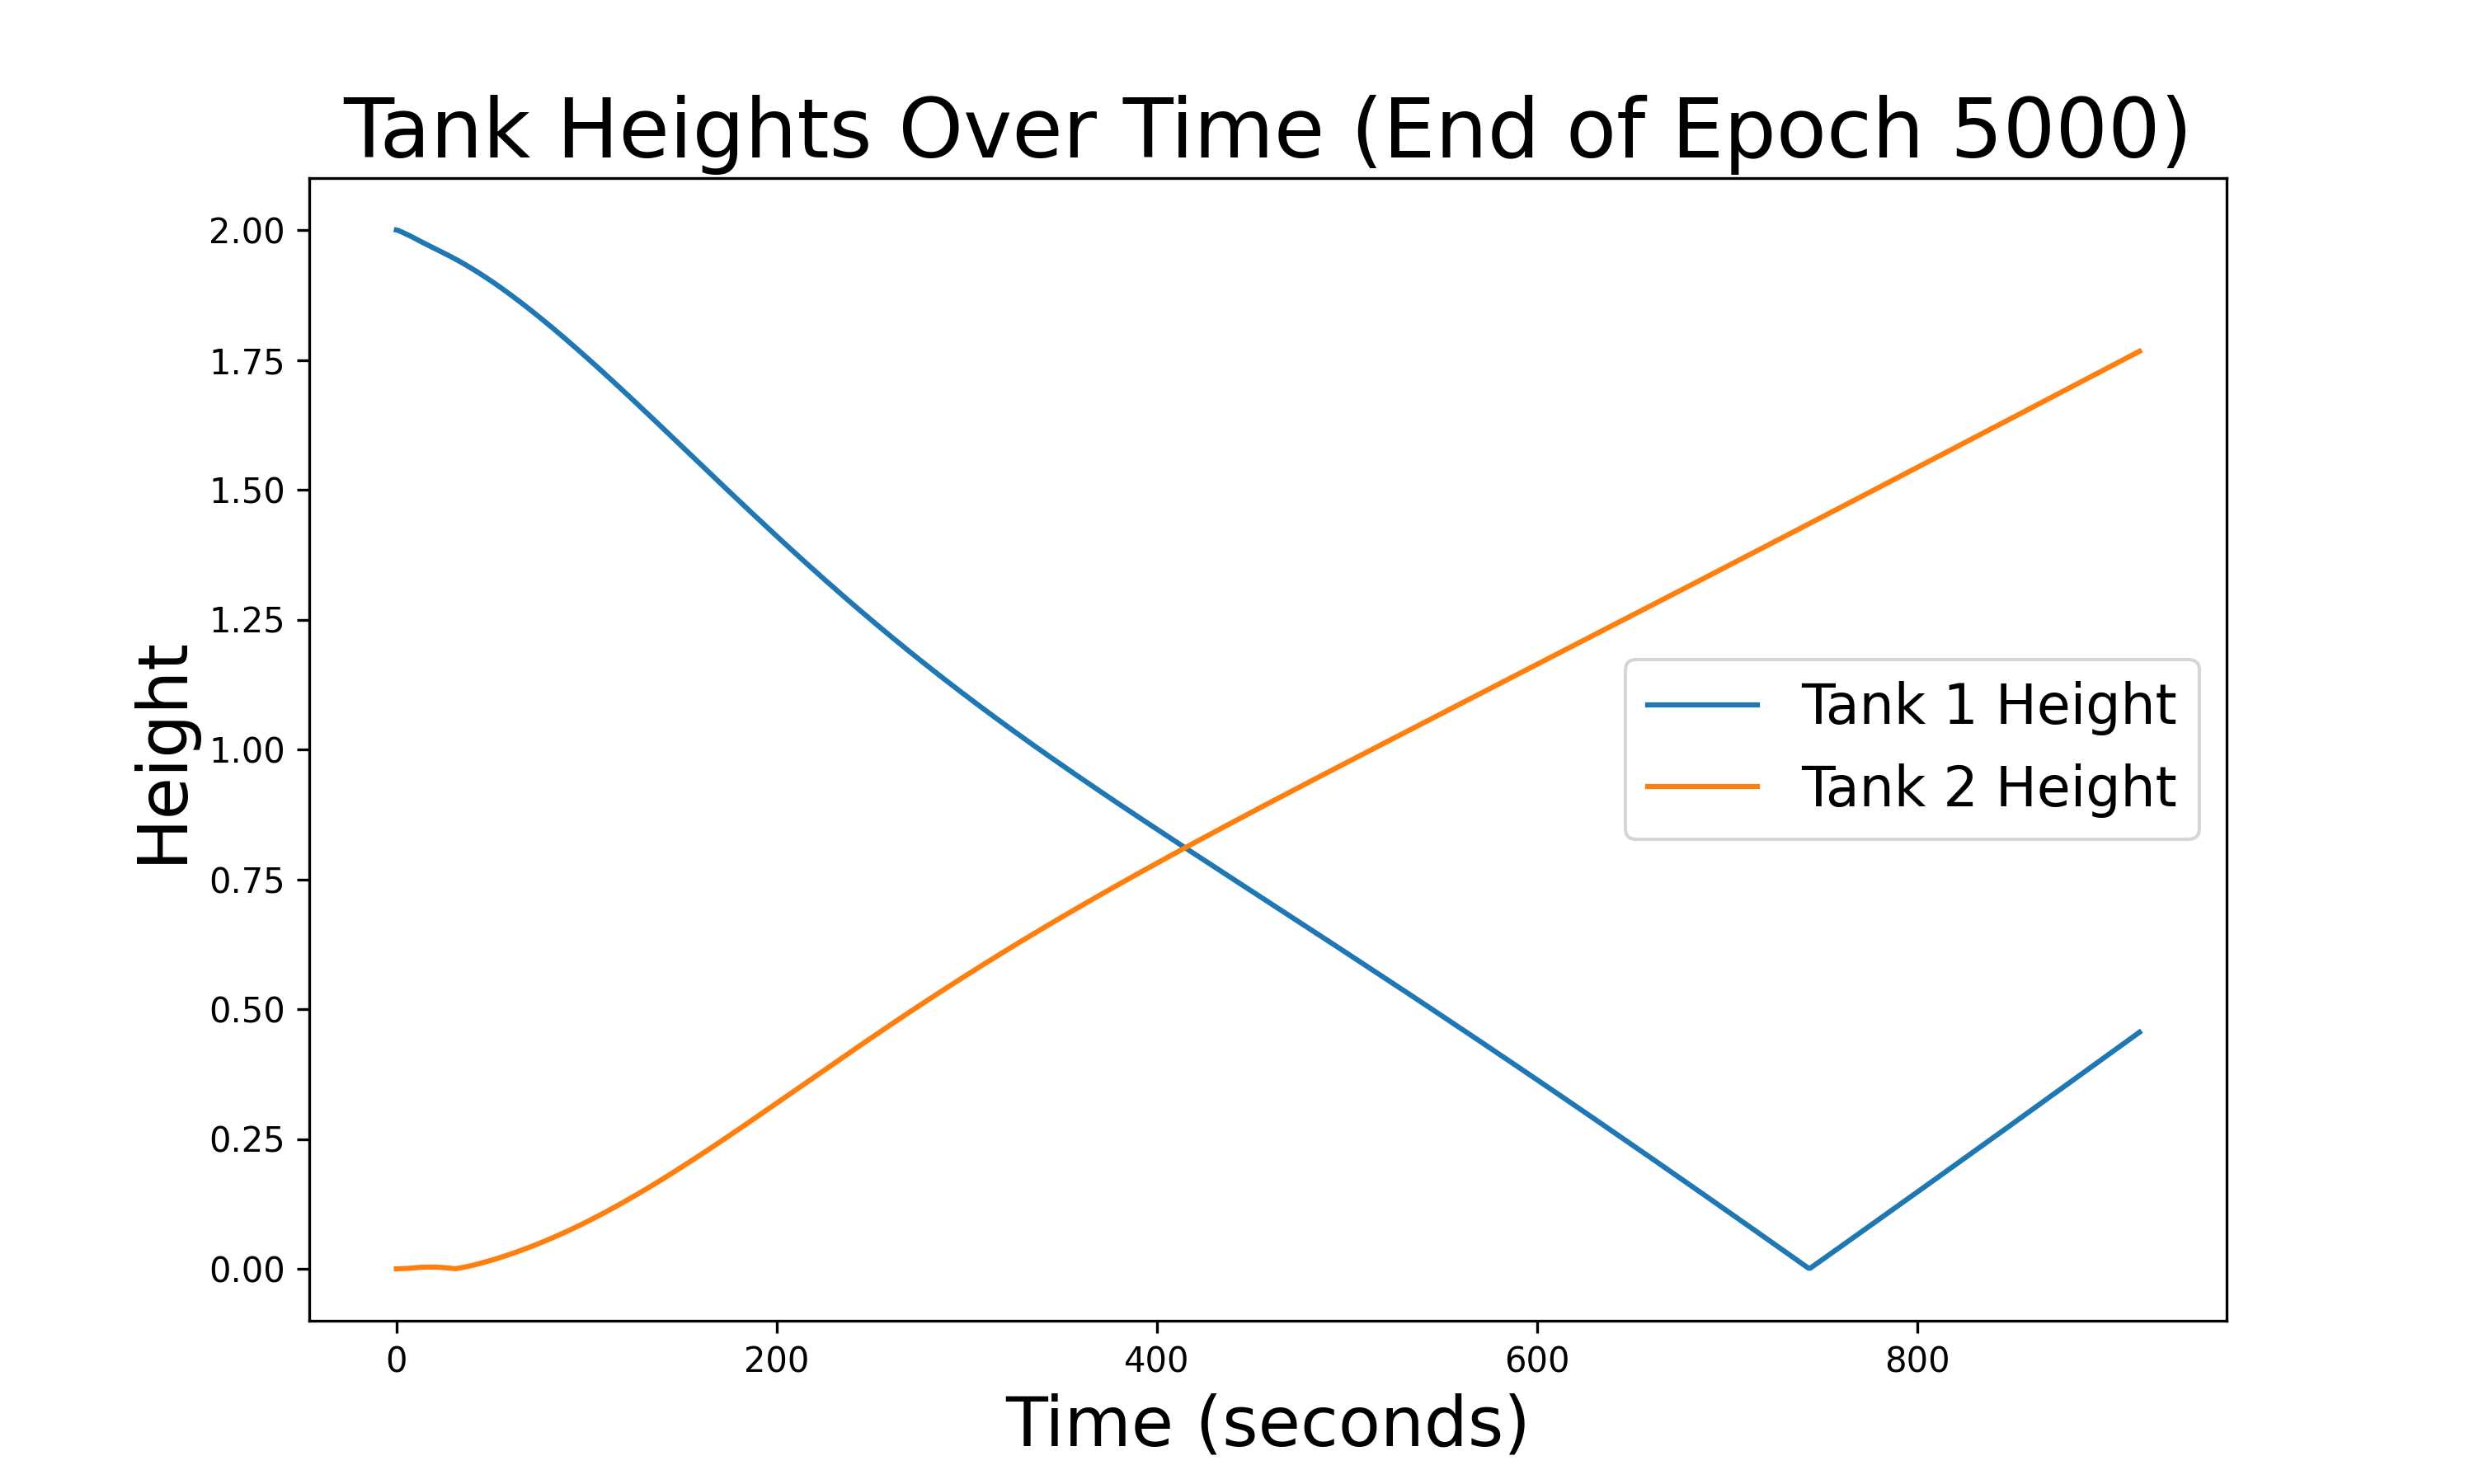 Tank Heights Over Time (End of Epoch 5000)
Height
2.00
1.75
1.50
1.25
1.00
0.75
0.50
0.25
0.00
Tank 1 Height
Tank 2 Height
0 200 400 600 800
Time (seconds)